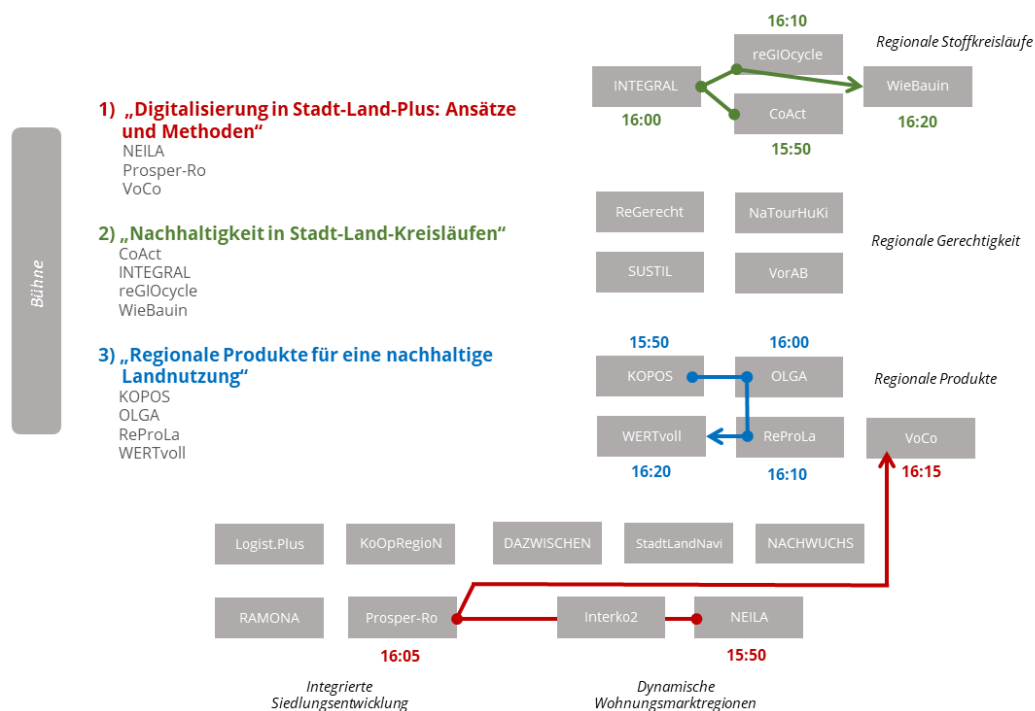 Bühne
1) „Digitalisierung in Stadt-Land-Plus: Ansätze
und Methoden“
NEILA
Prosper-Ro
VoCo
2) „Nachhaltigkeit in Stadt-Land-Kreisläufen“
CoAct
INTEGRAL
reGIOcycle
WieBauin
3) „Regionale Produkte für eine nachhaltige
Landnutzung“
KOPOS
OLGA
ReProLa
WERTvoll
16:10
Regionale Stoffkreisläufe
reGIOcycle
INTEGRAL
WieBauin
CoAct
16:00
16:20
15:50
ReGerecht
NaTourHuKi
Regionale Gerechtigkeit
SUSTIL
VorAB
15:50
16:00
KOPOS
OLGA
Regionale Produkte
WERTvoll
ReProLa
VoCo
16:20
16:10
16:15
Logist.Plus
KoOpRegioN
DAZWISCHEN
StadtLandNavi
NACHWUCHS
RAMONA
Prosper-Ro
Interko2
NEILA
16:05
15:50
Integrierte
Siedlungsentwicklung
Dynamische
Wohnungsmarktregionen